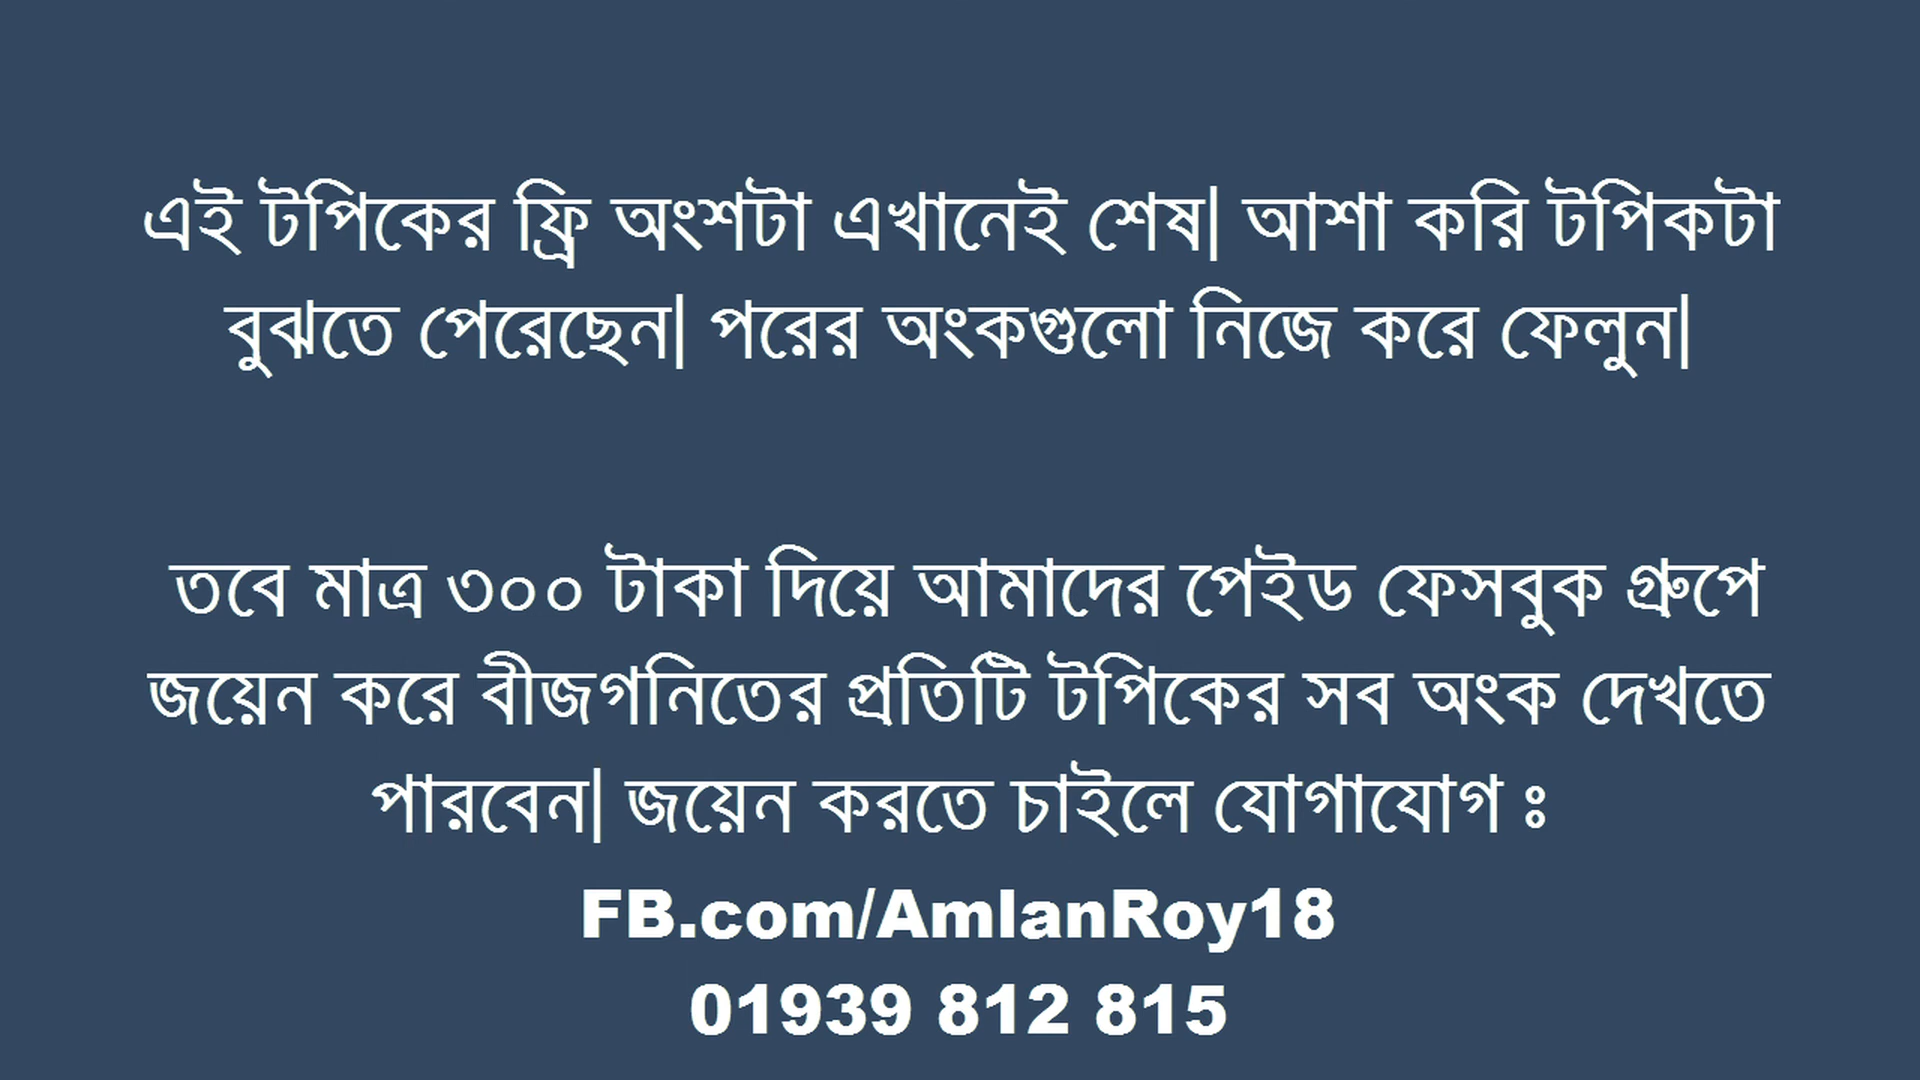 এই টপিকের ফ্রি অংশটা এখানেই শেষ| আশা করি টপিকটা
বুঝতে পেরেছেন| পরের অংকগুলো নিজে করে ফেলুন|
তবে মাত্র ৩০০ টাকা দিয়ে আমাদের পেইড ফেসবুক গ্রুপে
জয়েন করে বীজগনিতের প্রতিটি টপিকের সব অংক দেখতে
পারবেন| জয়েন করতে চাইলে যোগাযোগ ঃ
FB.com/AmlanRoy18
01939 812 815